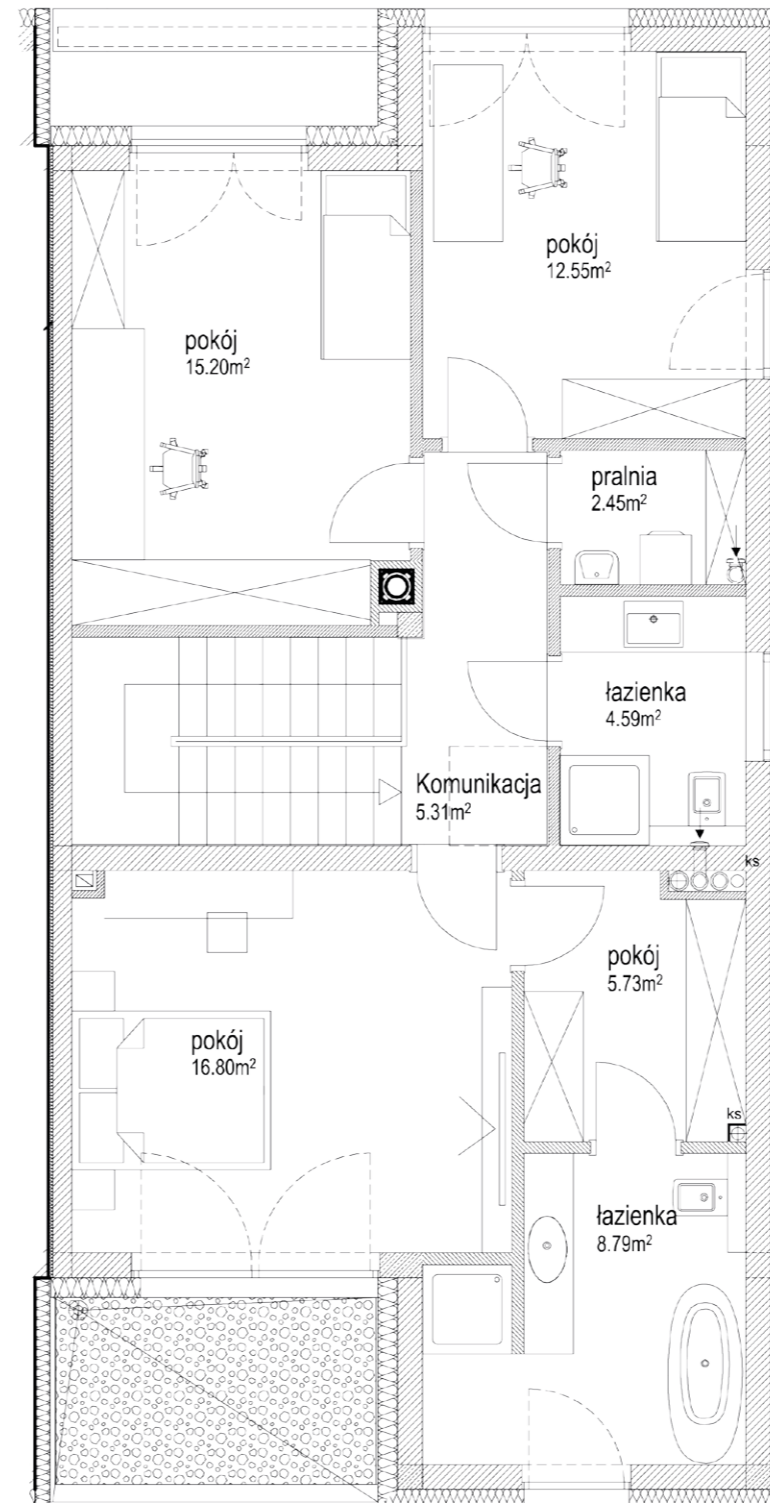 pokój
12.55m²
pokój
15.20m²
pralnia
2.45m²
łazienka
4.59m²
Komunikacja
5.31m²
ks
pokój
5.73m²
pokój
16.80m²
ks
łazienka
8.79m²